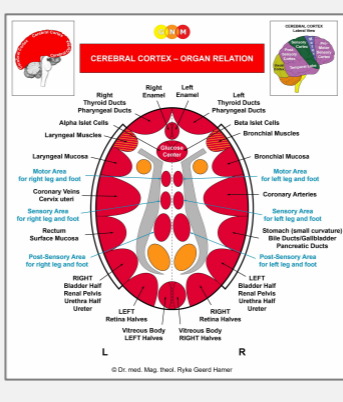 CEREBRAL CORTEX
Lateral View
CEREBRAL CORTEX – ORGAN RELATION
Right
Thyroid Ducts
Pharyngeal Ducts
Right
Enamel
Left
Enamel
Left
Thyroid Ducts
Pharyngeal Ducts
Alpha Islet Cells
Beta Islet Cells
Laryngeal Muscles
Bronchial Muscles
Glucose
Center
Laryngeal Mucosa
Bronchial Mucosa
Motor Area
for right leg and foot
Motor Area
for left leg and foot
Coronary Veins
Cervix uteri
Coronary Arteries
Sensory Area
for right leg and foot
Sensory Area
for left leg and foot
Rectum
Surface Mucosa
Stomach (small curvature)
Bile Ducts/Gallbladder
Pancreatic Ducts
Post-Sensory Area
for right leg and foot
Post-Sensory Area
for left leg and foot
RIGHT
Bladder Half
Renal Pelvis
Urethra Half
Ureter
LEFT
Bladder Half
Renal Pelvis
Urethra Half
Ureter
LEFT
Retina Halves
RIGHT
Retina Halves
Vitreous Body
LEFT Halves
Vitreous Body
RIGHT Halves
L
R
© Dr. med. Mag. theol. Ryke Geerd Hamer